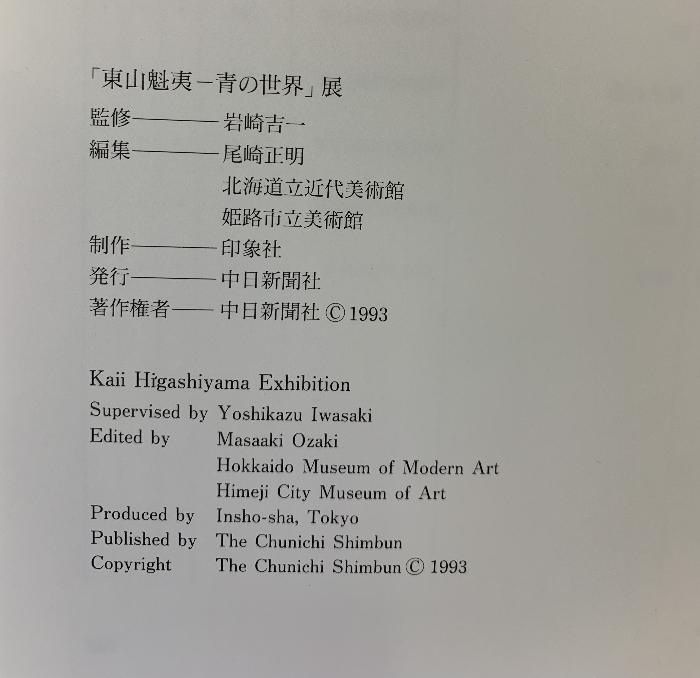 「東山魁夷－青の世界」展
監修――――岩崎吉一
編集――――尾崎正明
北海道立近代美術館
姫路市立美術館
制作――――印象社
発行――――中日新聞社
著作権者――中日新聞社 Ⓒ 1993
Kaii Higashiyama Exhibition
Supervised by Yoshikazu Iwasaki
Edited by Masaaki Ozaki
Hokkaido Museum of Modern Art
Himeji City Museum of Art
Produced by Insho-sha, Tokyo
Published by The Chunichi Shimbun
Copyright The Chunichi Shimbun Ⓒ 1993